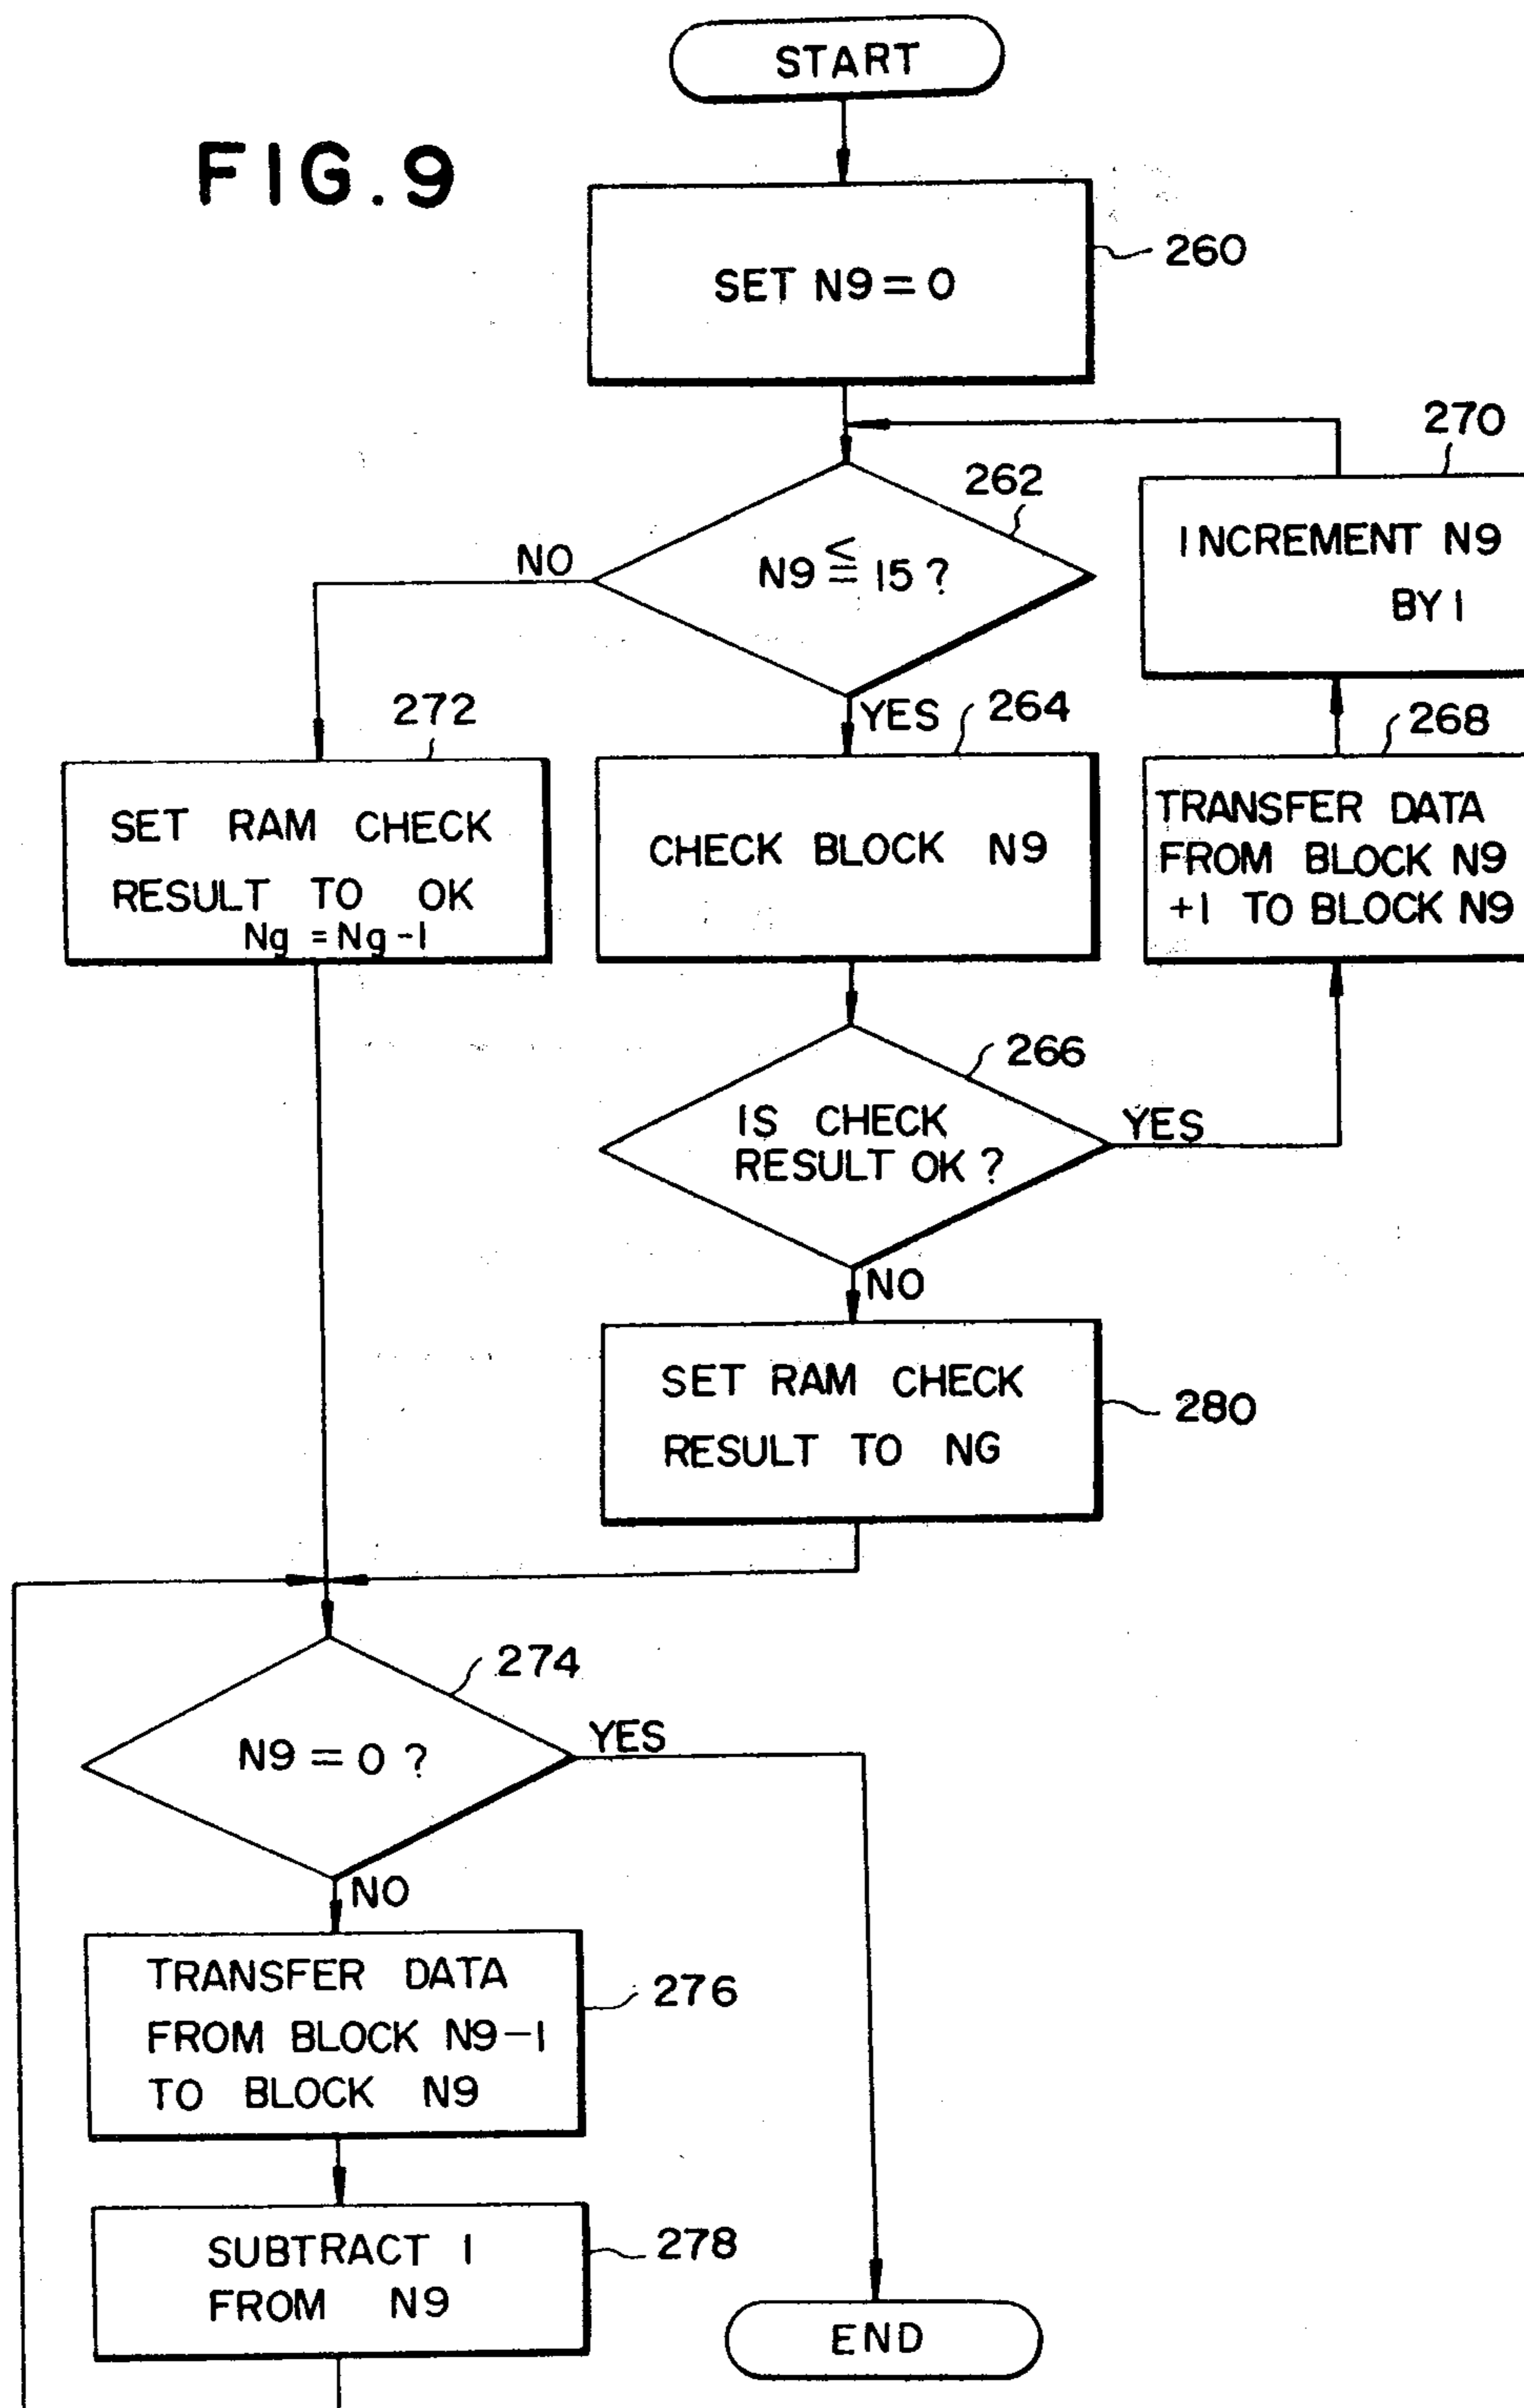 START
FIG. 9
SET N9 = 0
260
270
262
N9 ≦ 15 ?
NO
INCREMENT N9
BY 1
YES
272
264
268
SET RAM CHECK
RESULT TO OK
Ng = Ng -1
CHECK BLOCK N9
TRANSFER DATA
FROM BLOCK N9
+1 TO BLOCK N9
266
IS CHECK
RESULT OK ?
YES
NO
SET RAM CHECK
RESULT TO NG
280
274
N9 = 0 ?
YES
NO
TRANSFER DATA
FROM BLOCK N9-1
TO BLOCK N9
276
SUBTRACT 1
FROM N9
278
END